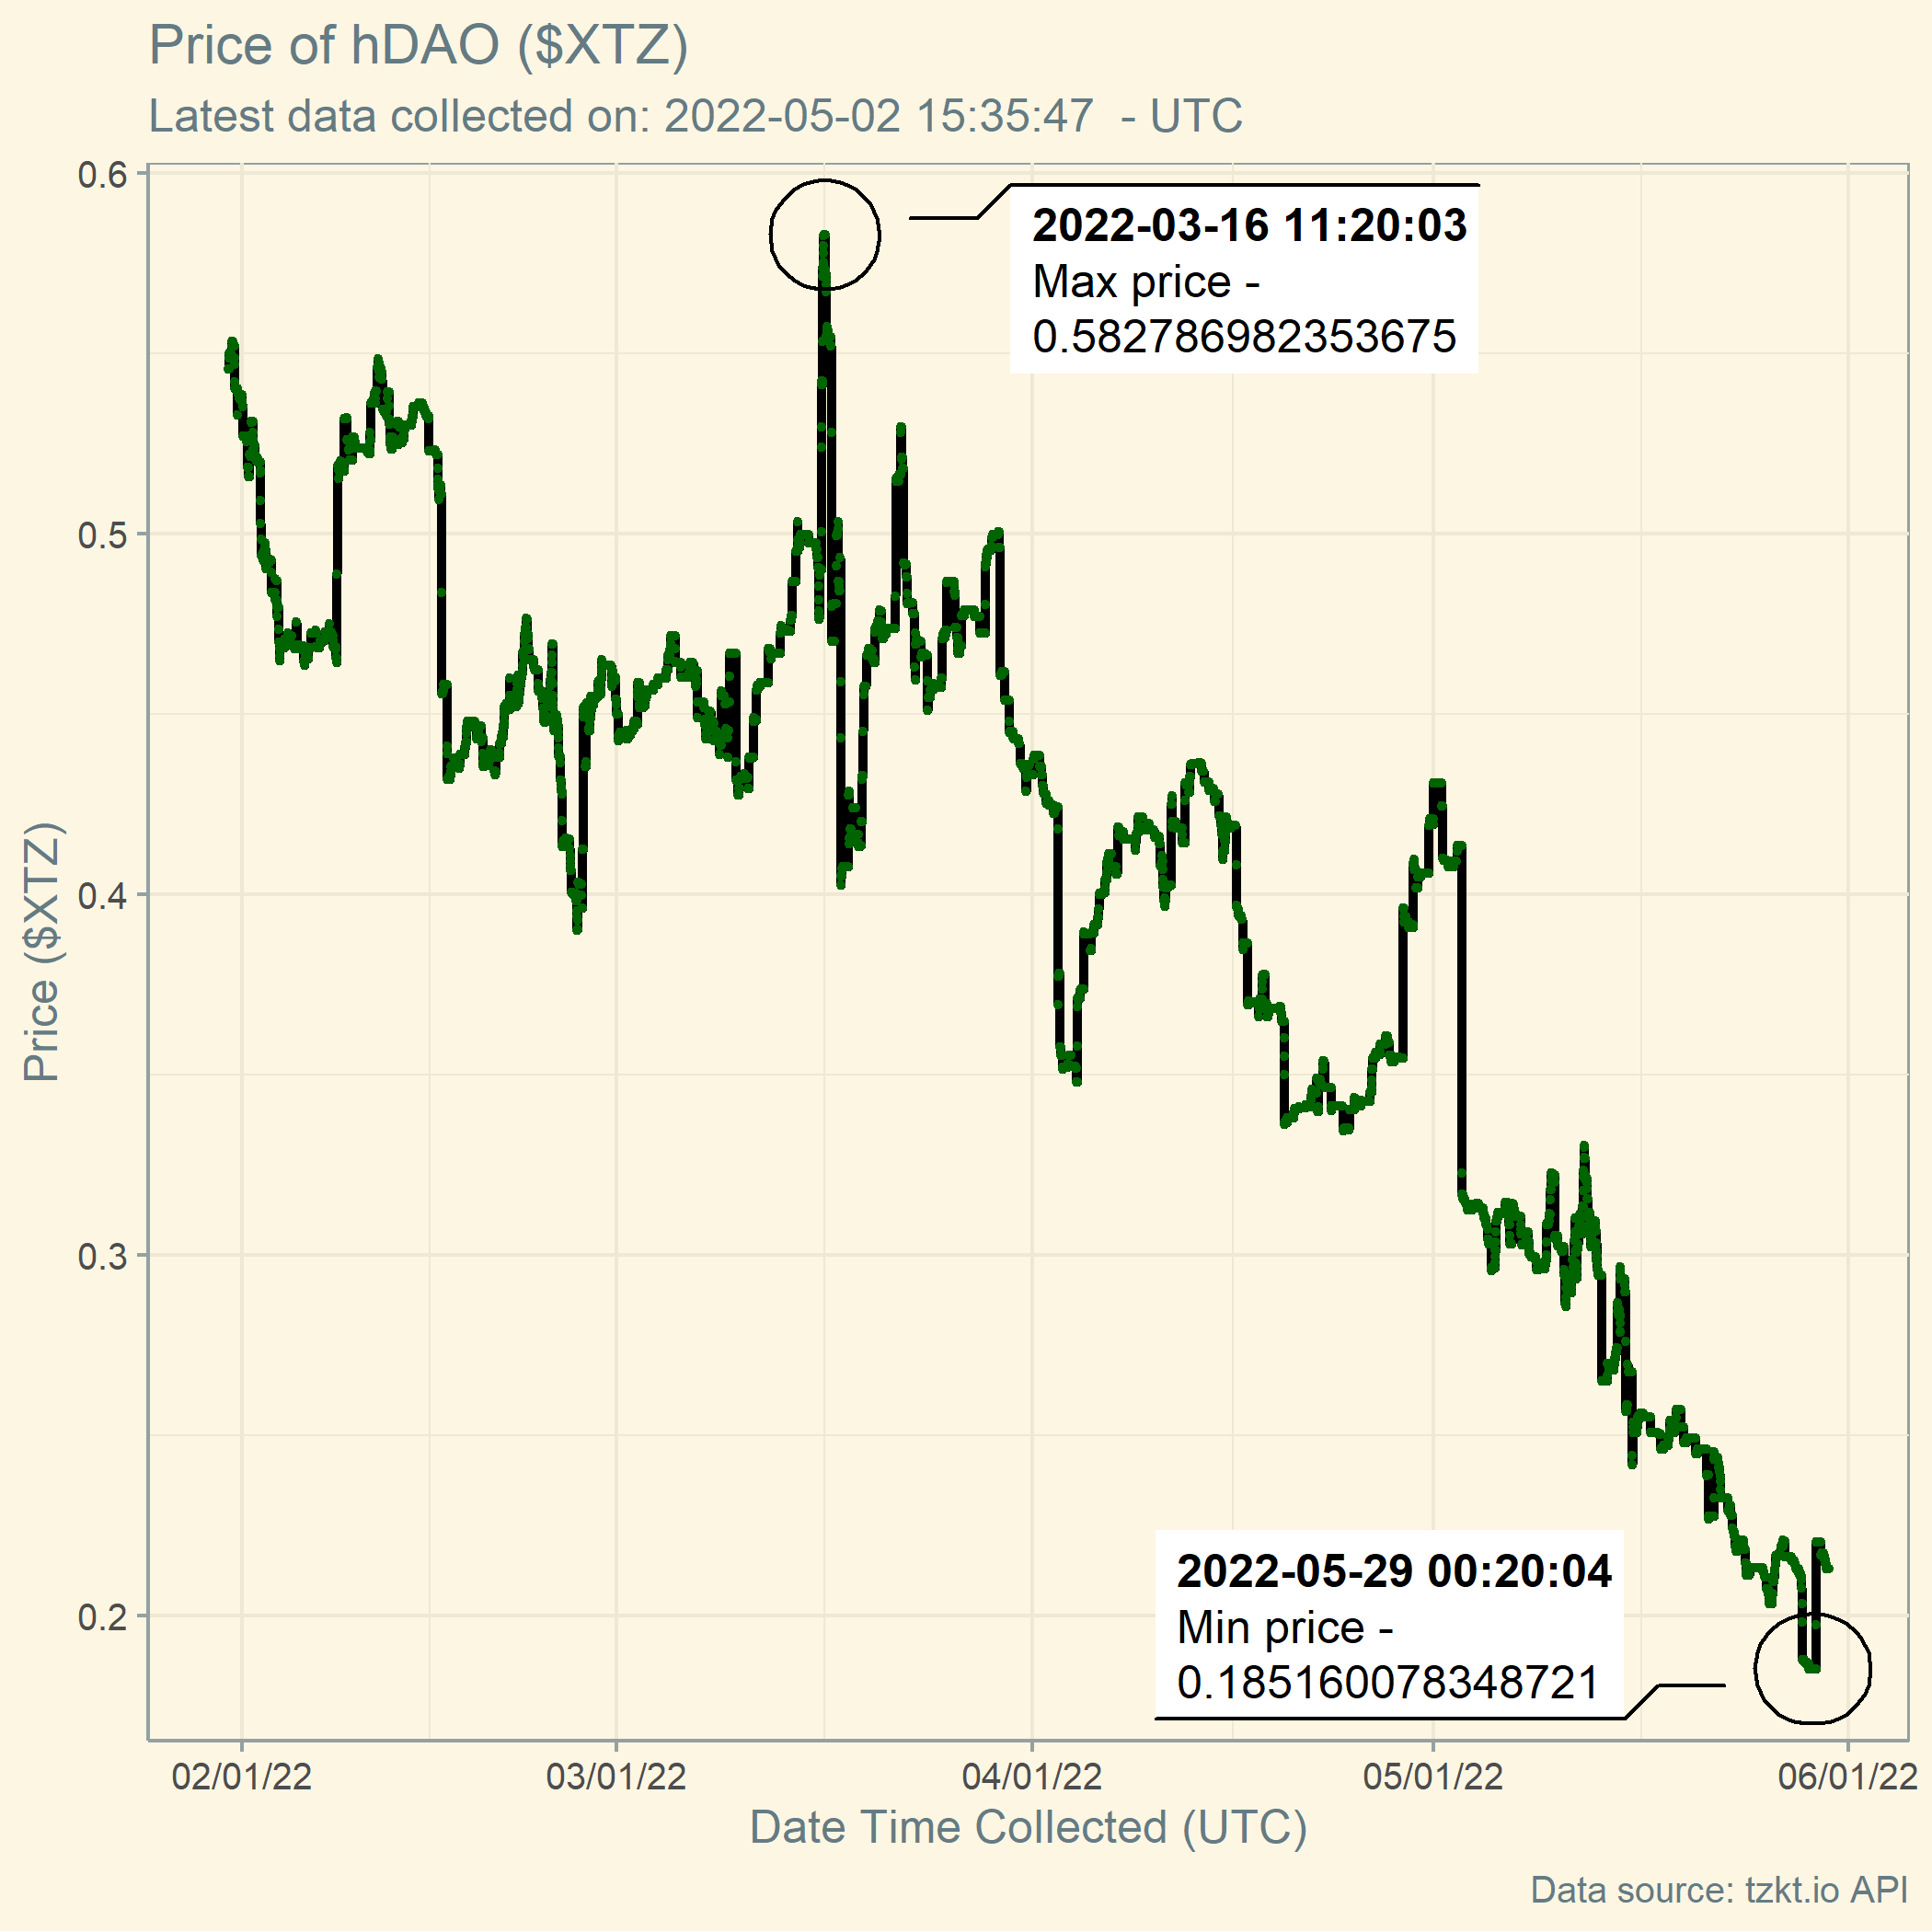 Price of hDAO ($XTZ)
Latest data collected on: 2022-05-02 15:35:47  - UTC
0.6
0.5
0.4
0.3
0.2
Price ($XTZ)
2022-03-16 11:20:03
Max price -
0.582786982353675
2022-05-29 00:20:04
Min price -
0.185160078348721
02/01/22
03/01/22
04/01/22
05/01/22
06/01/22
Date Time Collected (UTC)
Data source: tzkt.io API